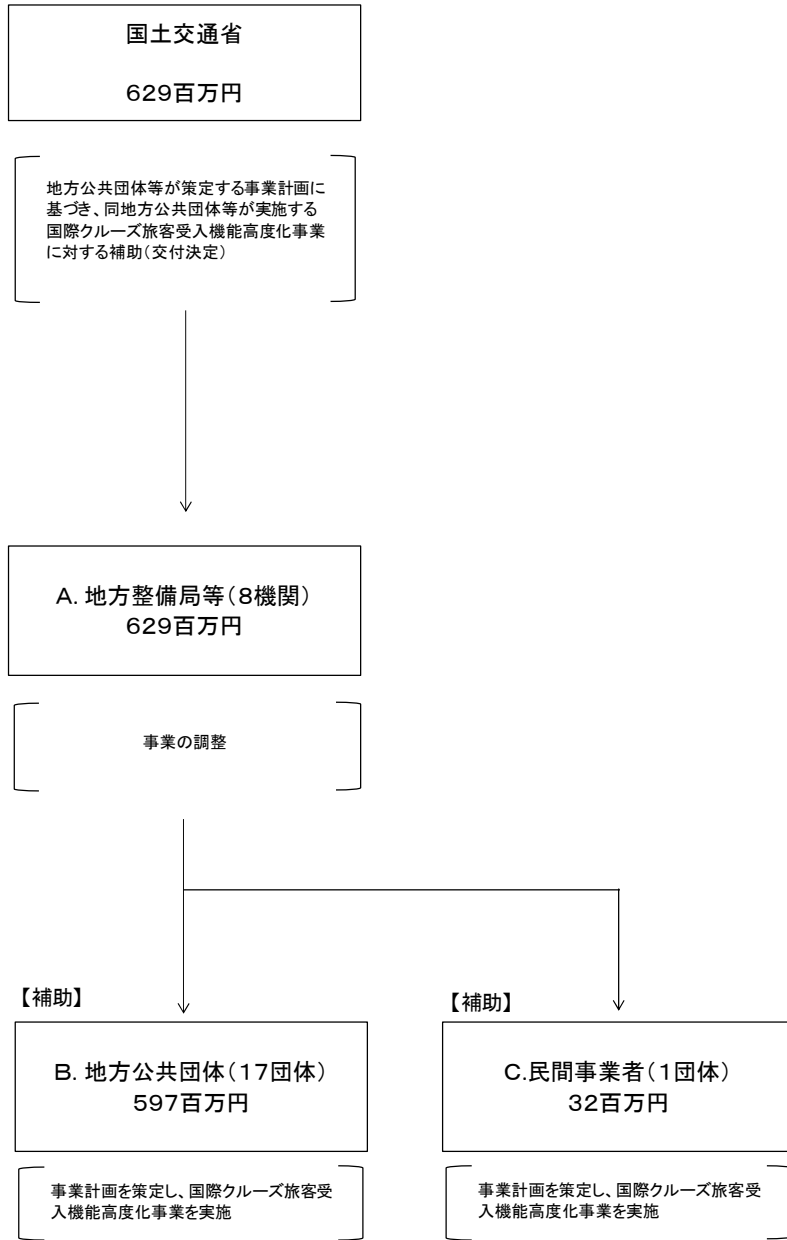 国土交通省
629百万円
地方公共団体等が策定する事業計画に
基づき、同地方公共団体等が実施する
国際クルーズ旅客受入機能高度化事業
に対する補助(交付決定)
A. 地方整備局等(8機関)
629百万円
事業の調整
【補助】
B. 地方公共団体(17団体)
597百万円
事業計画を策定し、国際クルーズ旅客受
入機能高度化事業を実施
【補助】
C.民間事業者(1団体)
32百万円
事業計画を策定し、国際クルーズ旅客受
入機能高度化事業を実施